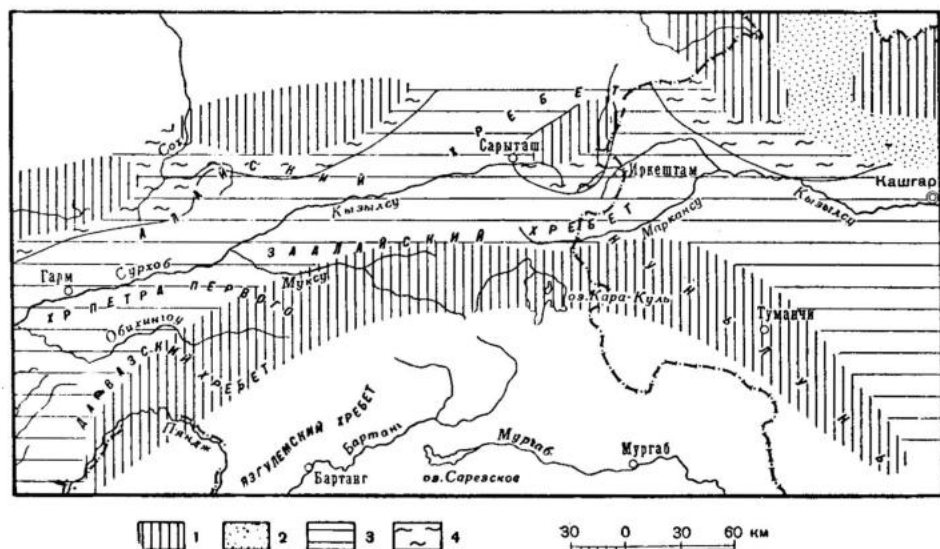 АЛАЙСКИЙ ХРЕБЕТ
Сох
Сарыташ
Иркештам
Кашгар
Кызылсу
Кызылсу
Маркансу
ХРЕБЕТ
ЗААЛАЙСКИЙ
Сурхоб
Гарм
Муксу
ХР ПЕТРА ПЕРВОГО
оз.Кара-Куль
КУНЬЛУНЬ
Туманчи
Обихингоу
ДАРВАЗСКИЙ ХРЕБЕТ
Пяндж
ЯЗГУЛЕМСКИЙ ХРЕБЕТ
Бартанг
Бартанг
Мургаб
Мургаб
оз.Сарезское
1 2 3 4
30 0 30 60 км